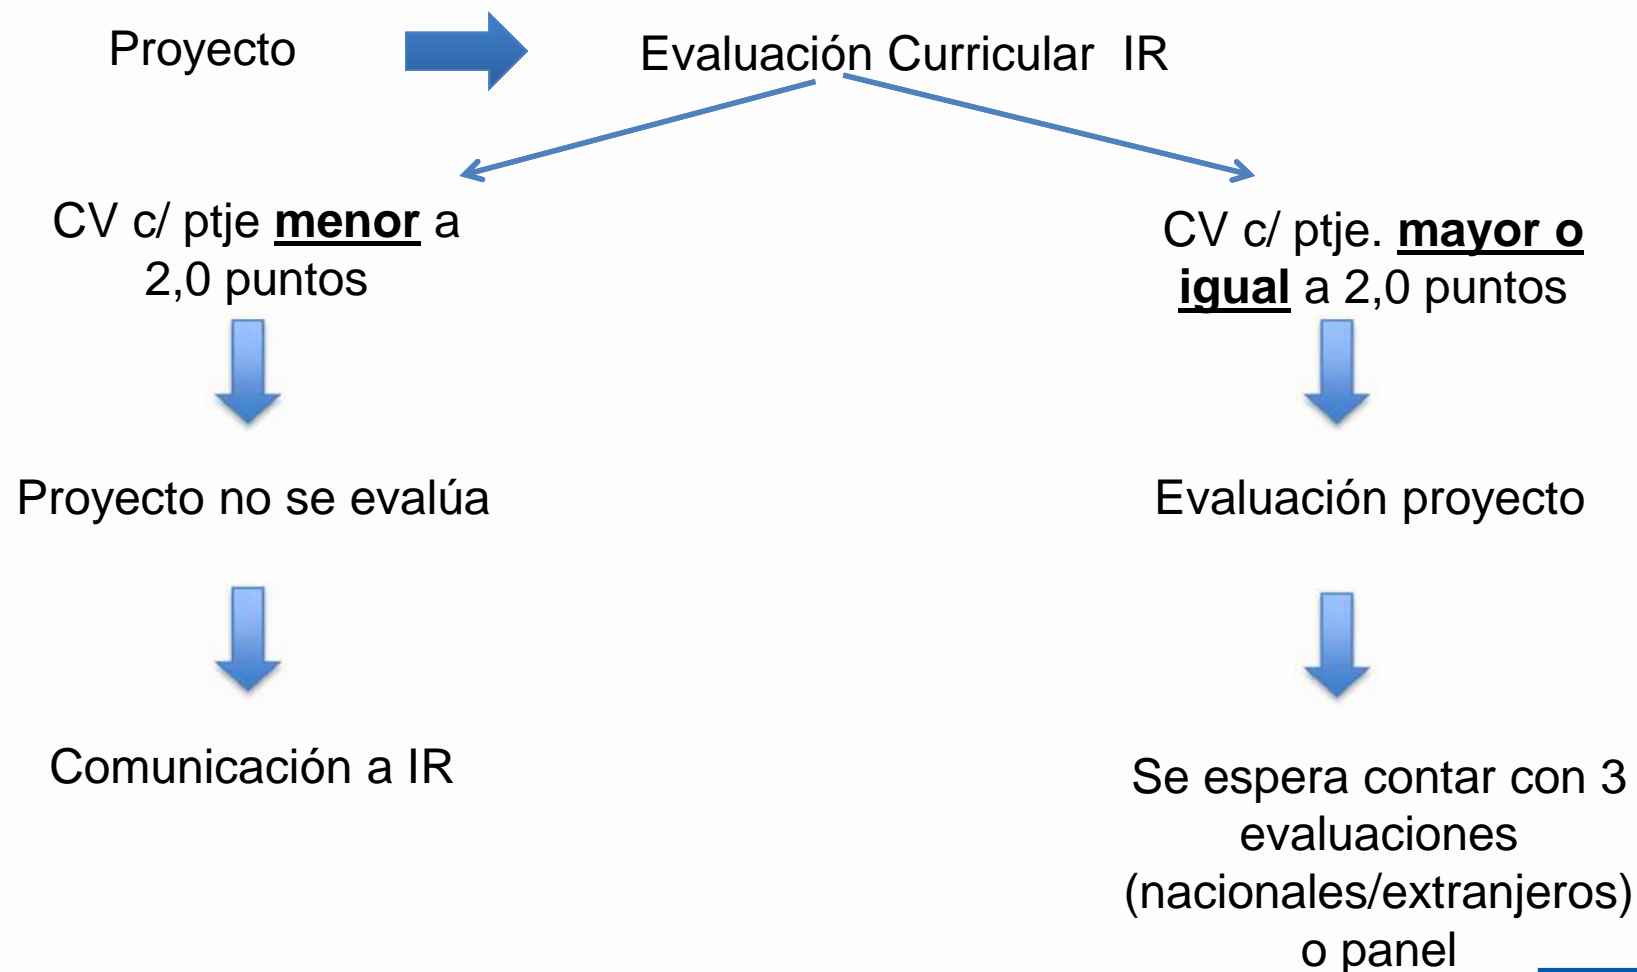 Proyecto
Evaluación Curricular IR
CV c/ ptje menor a
2,0 puntos
CV c/ ptje. mayor o
igual a 2,0 puntos
Proyecto no se evalúa
Evaluación proyecto
Comunicación a IR
Se espera contar con 3
evaluaciones
(nacionales/extranjeros)
o panel